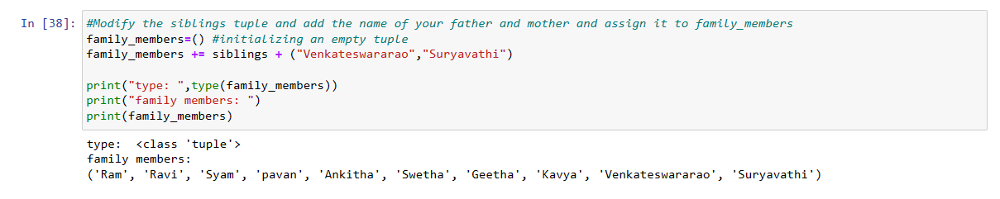 In [38]: #Modify the siblings tuple and add the name of your father and mother and assign it to family_members
family_members=() #initializing an empty tuple
family_members += siblings + ("Venkateswararao","Suryavathi")
print("type: ",type(family_members))
print("family members: ")
print(family_members)
type:  <class 'tuple'>
family members:
('Ram', 'Ravi', 'Syam', 'pavan', 'Ankitha', 'Swetha', 'Geetha', 'Kavya', 'Venkateswararao', 'Suryavathi')